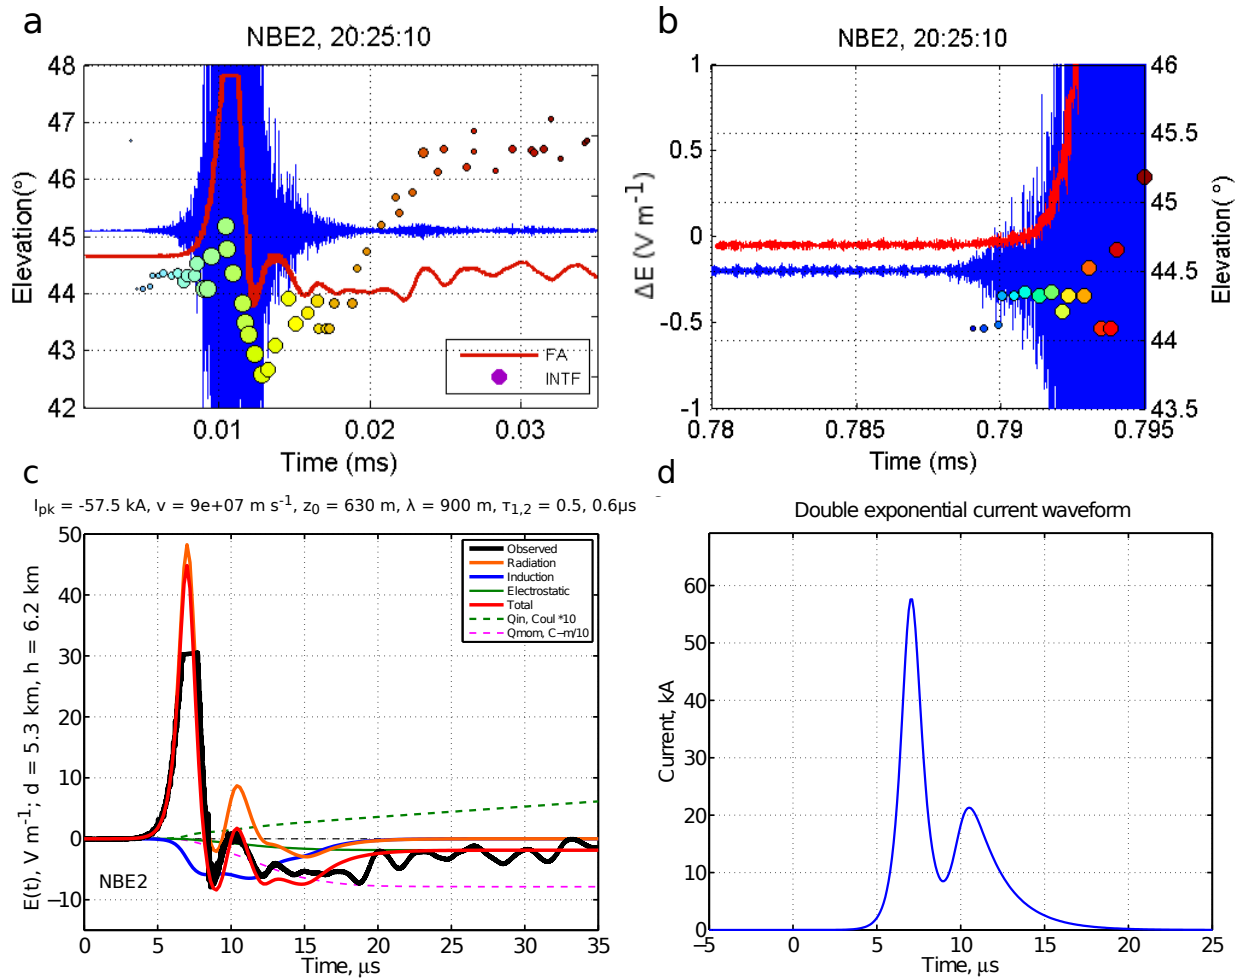 a
NBE2, 20:25:10
48
47
46
45
44
43
42
Elevation(°)
0.01
0.02
0.03
Time (ms)
FA
INTF
b
NBE2, 20:25:10
1
0.5
0
-0.5
-1
ΔE (V m⁻¹)
46
45.5
45
44.5
44
43.5
Elevation( °)
0.78
0.785
0.79
0.795
Time (ms)
c
I_pk = -57.5 kA, v = 9e+07 m s⁻¹, z₀ = 630 m, λ = 900 m, τ₁,₂ = 0.5, 0.6μs
50
40
30
20
10
0
−10
E(t), V m⁻¹; d = 5.3 km, h = 6.2 km
Observed
Radiation
Induction
Electrostatic
Total
Qin, Coul *10
Qmom, C−m/10
NBE2
0
5
10
15
20
25
30
35
Time, μs
d
Double exponential current waveform
60
50
40
30
20
10
0
Current, kA
−5
0
5
10
15
20
25
Time, μs